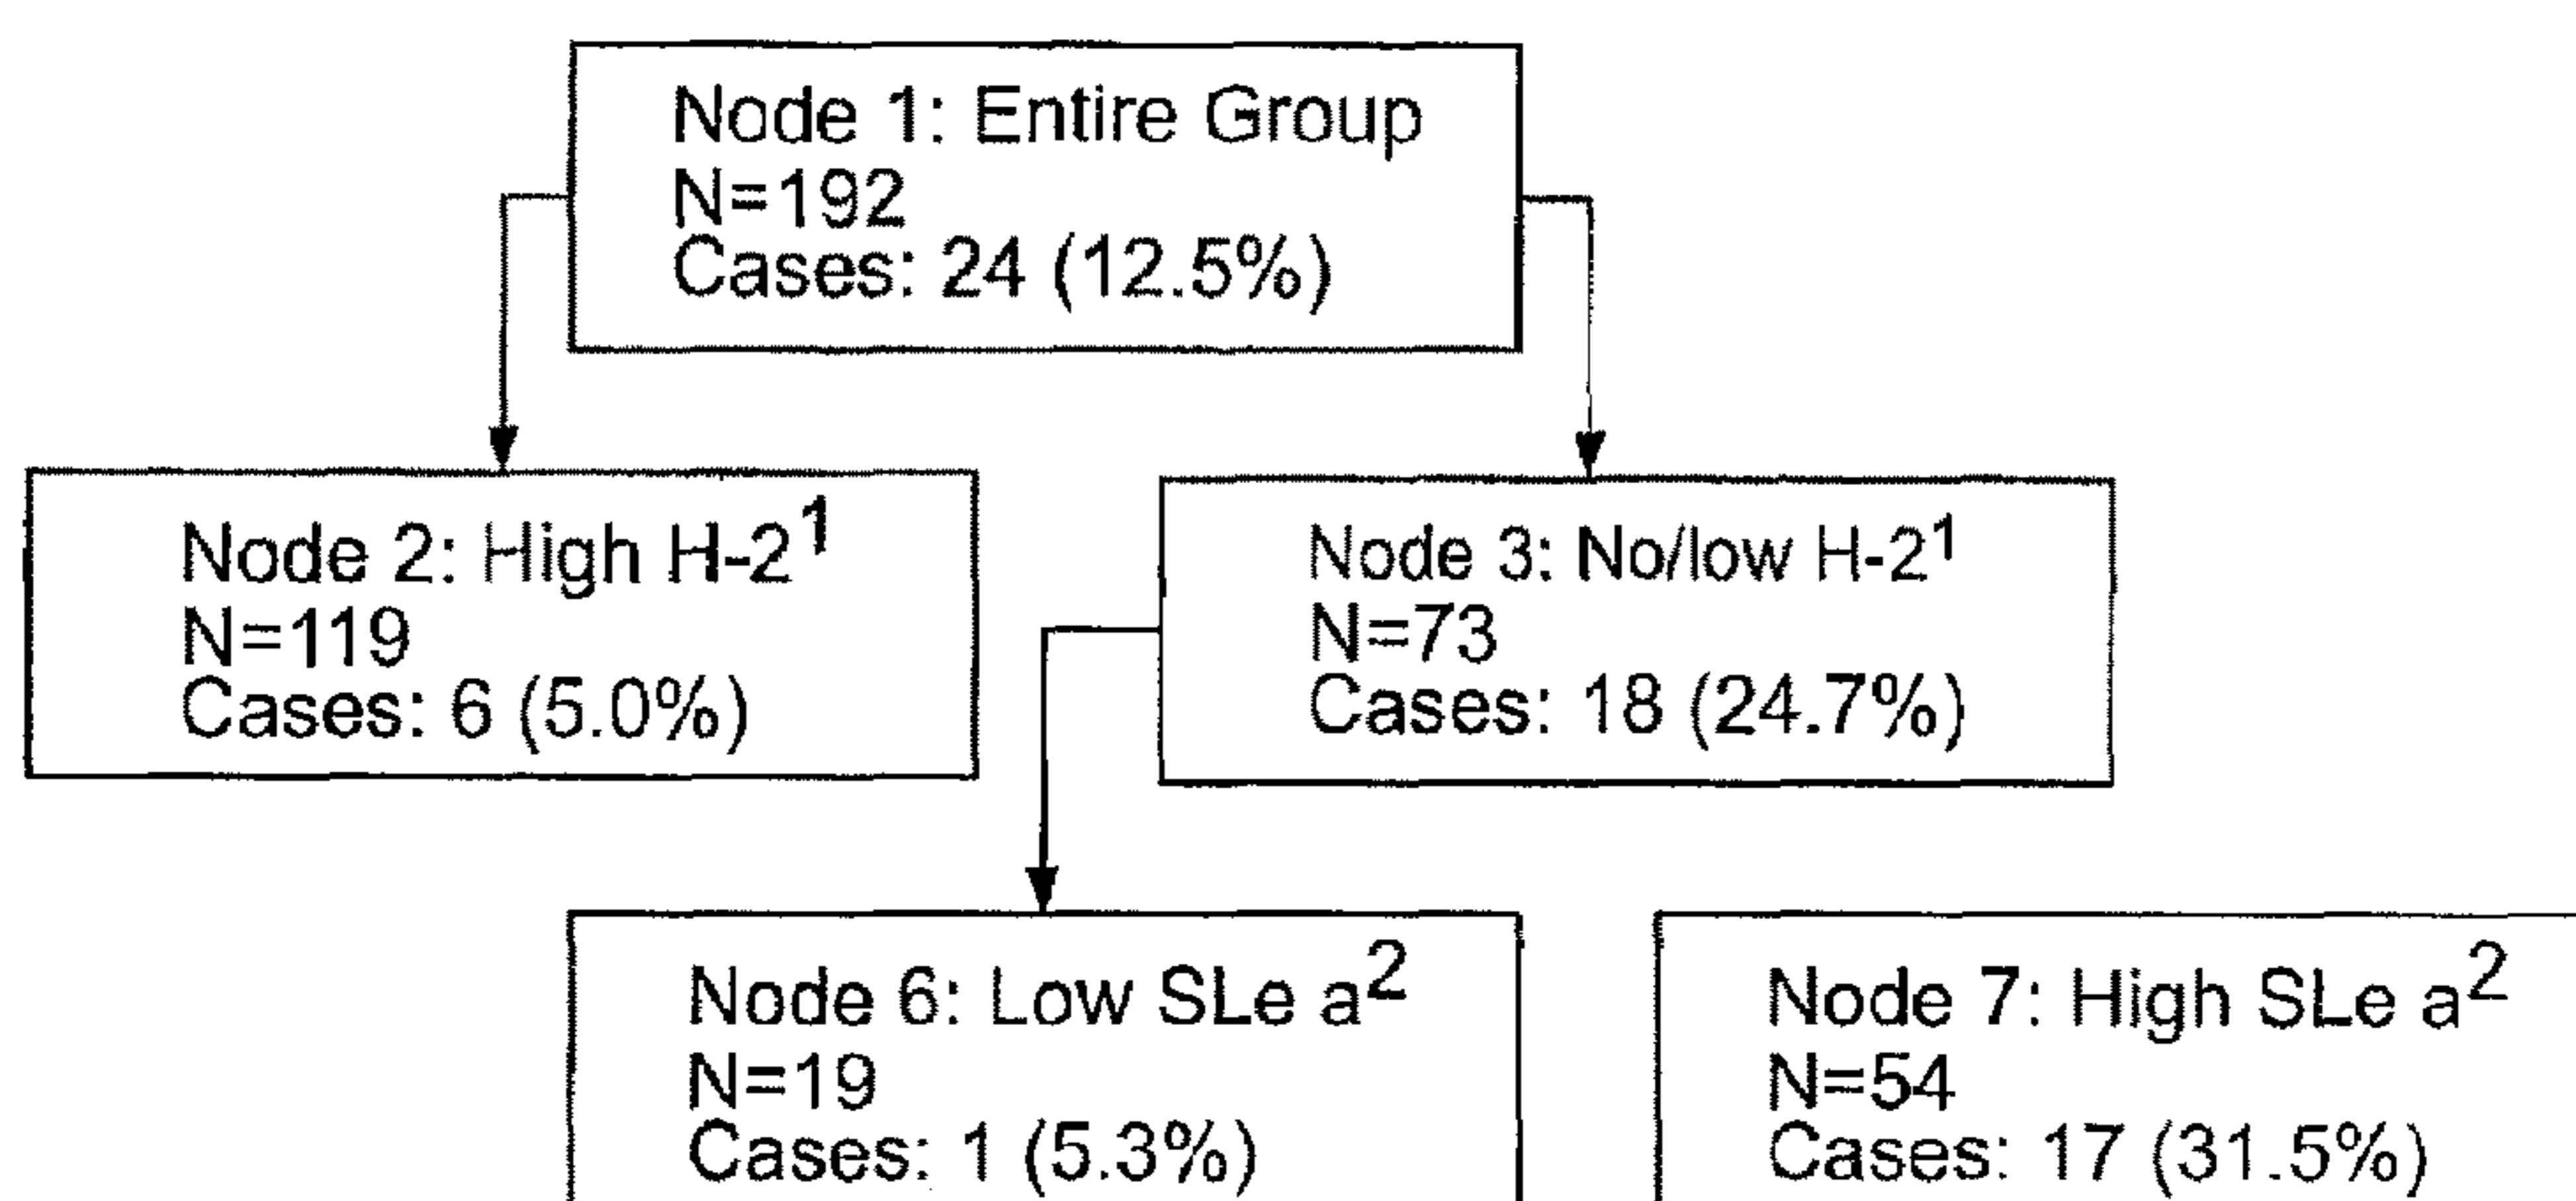 Node 1: Entire Group
N=192
Cases: 24 (12.5%)
Node 2: High H-2¹
N=119
Cases: 6 (5.0%)
Node 3: No/low H-2¹
N=73
Cases: 18 (24.7%)
Node 6: Low SLe a²
N=19
Cases: 1 (5.3%)
Node 7: High SLe a²
N=54
Cases: 17 (31.5%)